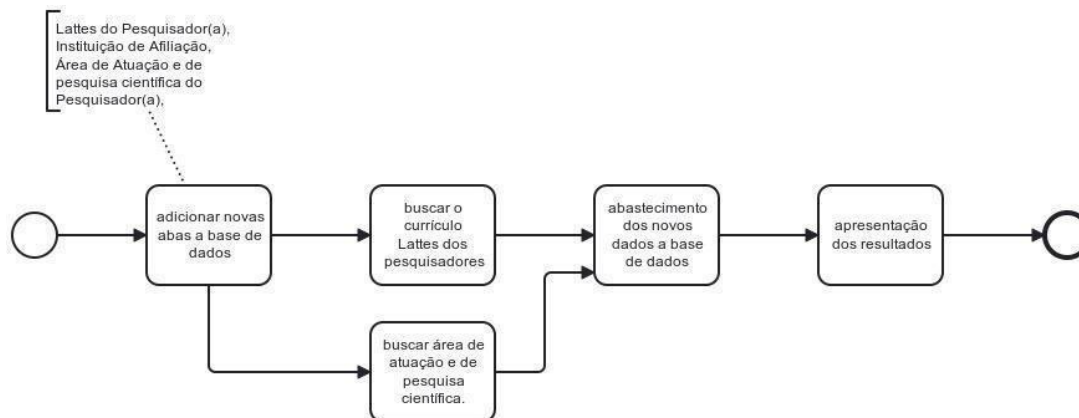 Lattes do Pesquisador(a),
Instituição de Afiliação,
Área de Atuação e de
pesquisa científica do
Pesquisador(a),
adicionar novas
abas a base de
dados
buscar o
currículo
Lattes dos
pesquisadores
abastecimento
dos novos
dados a base
de dados
apresentação
dos resultados
buscar área de
atuação e de
pesquisa
científica.